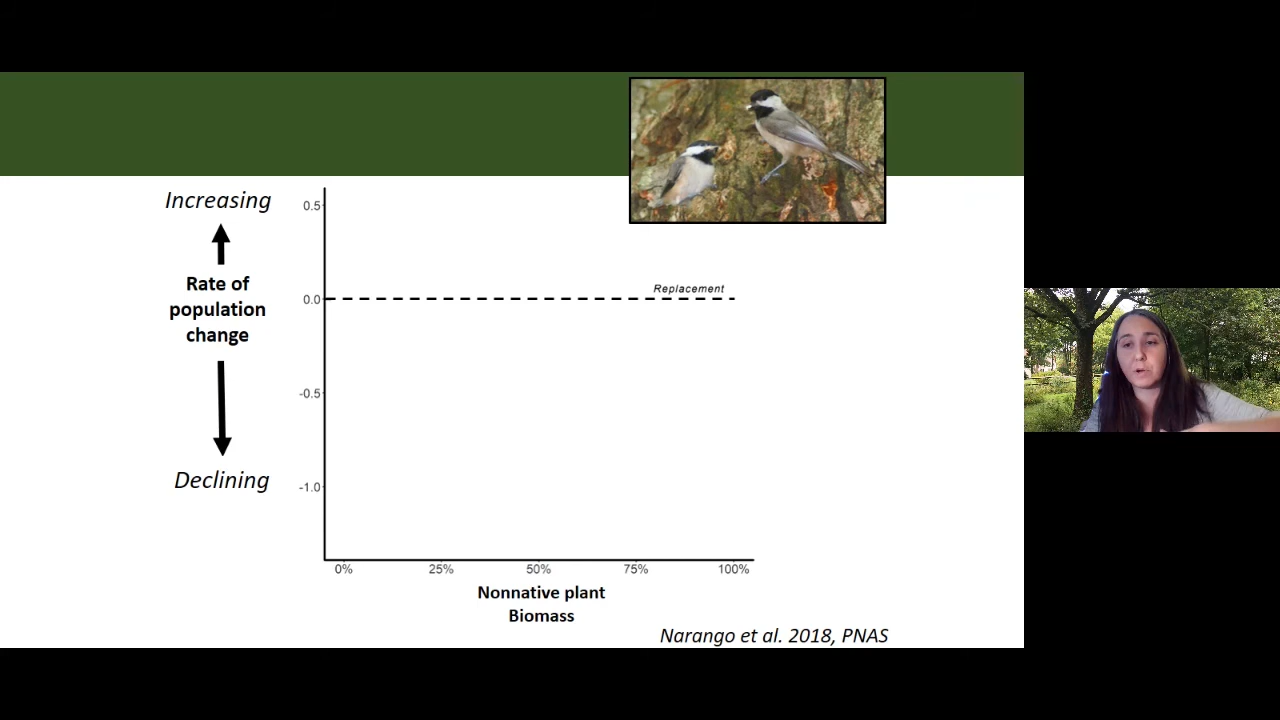 Increasing
Rate of
population
change
Declining
0.5
0.0
-0.5
-1.0
Replacement
0%
25%
50%
75%
100%
Nonnative plant
Biomass
Narango et al. 2018, PNAS